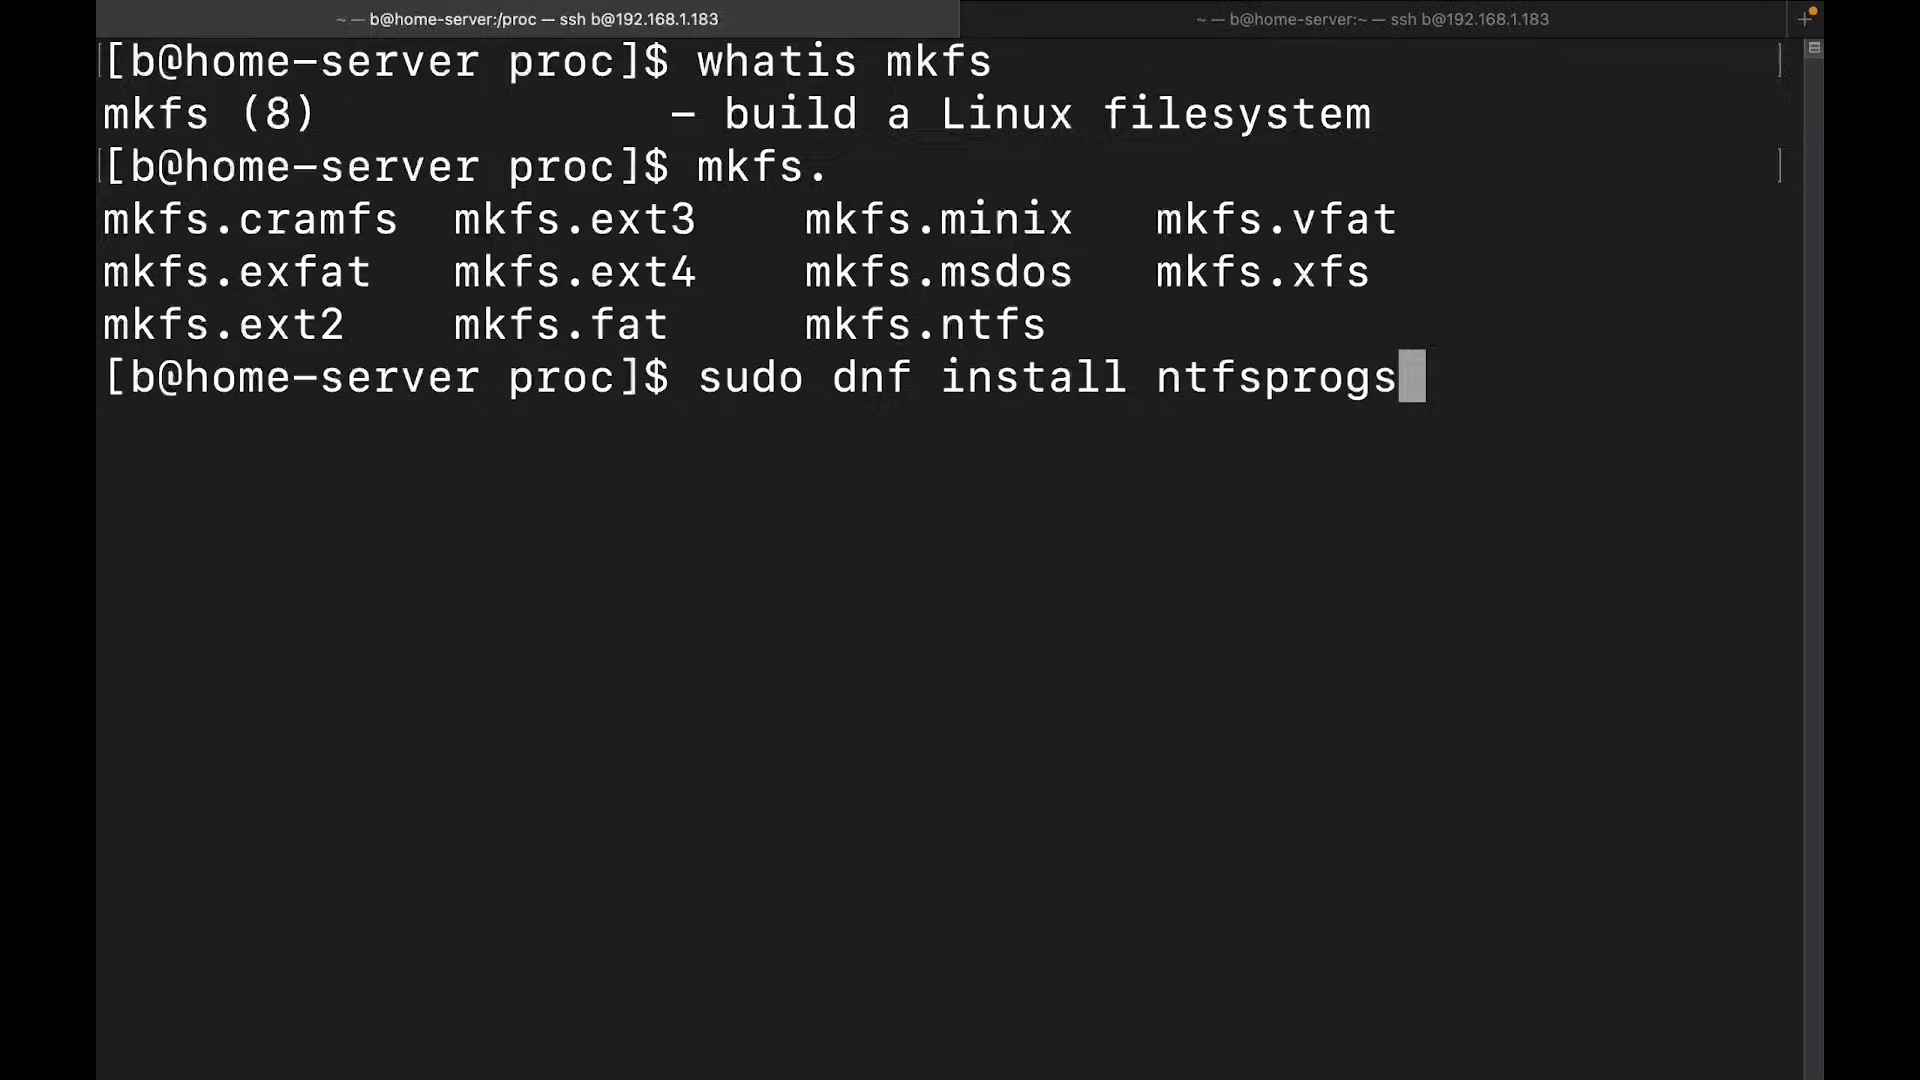 ~ — b@home-server:/proc — ssh b@192.168.1.183
~ — b@home-server:~ — ssh b@192.168.1.183
[b@home-server proc]$ whatis mkfs
mkfs (8)             - build a Linux filesystem
[b@home-server proc]$ mkfs.
mkfs.cramfs  mkfs.ext3    mkfs.minix   mkfs.vfat
mkfs.exfat   mkfs.ext4    mkfs.msdos   mkfs.xfs
mkfs.ext2    mkfs.fat     mkfs.ntfs
[b@home-server proc]$ sudo dnf install ntfsprogs